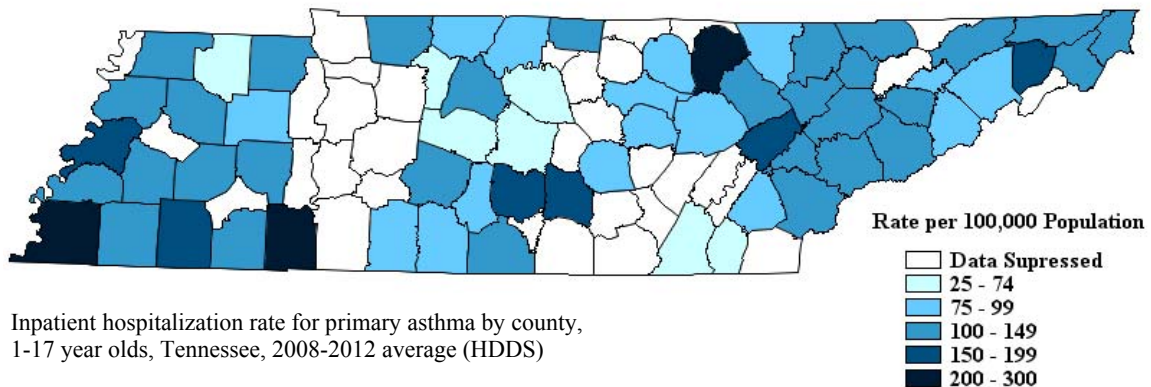 Rate per 100,000 Population
Data Supressed
25 - 74
75 - 99
100 - 149
150 - 199
200 - 300
Inpatient hospitalization rate for primary asthma by county,
1-17 year olds, Tennessee, 2008-2012 average (HDDS)